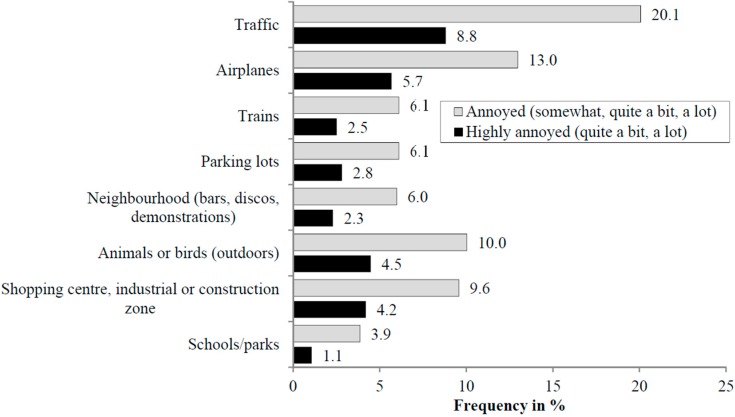 Traffic
20.1
8.8
Airplanes
13.0
5.7
Trains
6.1
2.5
Annoyed (somewhat, quite a bit, a lot)
Highly annoyed (quite a bit, a lot)
Parking lots
6.1
2.8
Neighbourhood (bars, discos,
demonstrations)
6.0
2.3
Animals or birds (outdoors)
10.0
4.5
Shopping centre, industrial or construction
zone
9.6
4.2
Schools/parks
3.9
1.1
0 5 10 15 20 25
Frequency in %